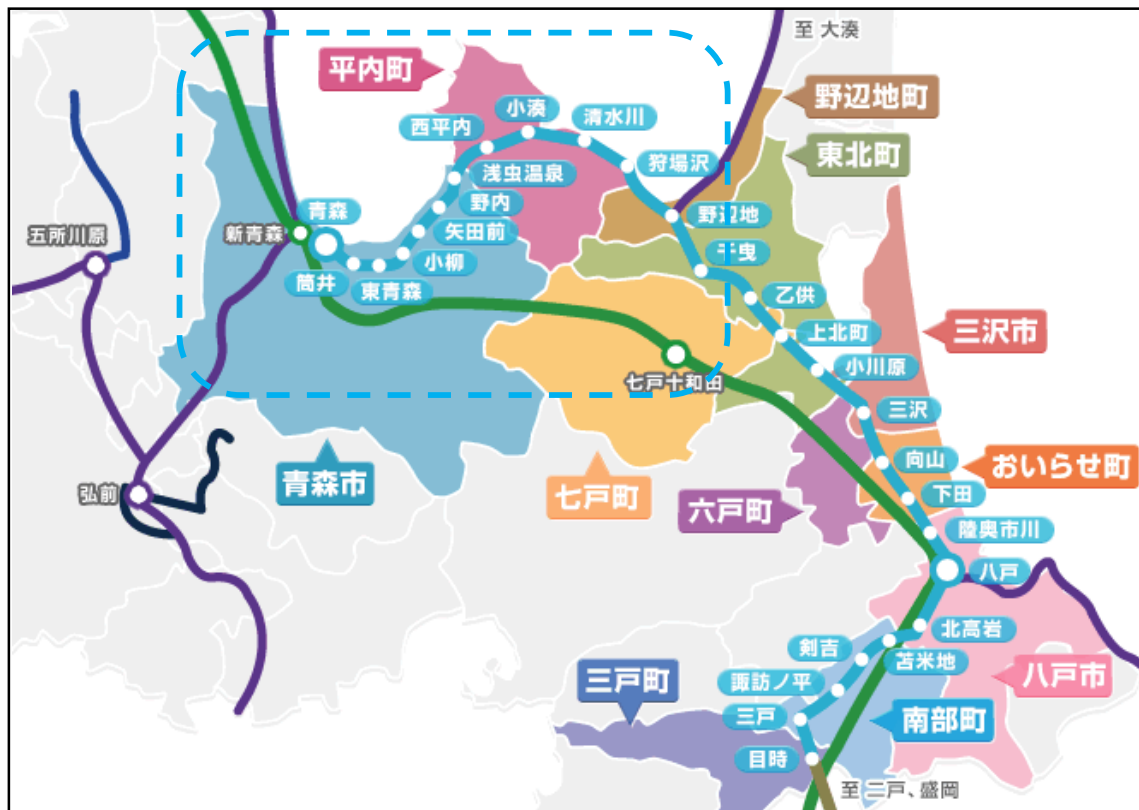 至 大湊
平内町
野辺地町
小湊
清水川
西平内
東北町
狩場沢
浅虫温泉
野内
青森
野辺地
新青森
五所川原
矢田前
千曳
小柳
筒井
東青森
乙供
上北町
三沢市
小川原
七戸十和田
三沢
向山
おいらせ町
青森市
七戸町
弘前
下田
六戸町
陸奥市川
八戸
北高岩
剣吉
苫米地
八戸市
三戸町
諏訪ノ平
三戸
南部町
目時
至 二戸、盛岡